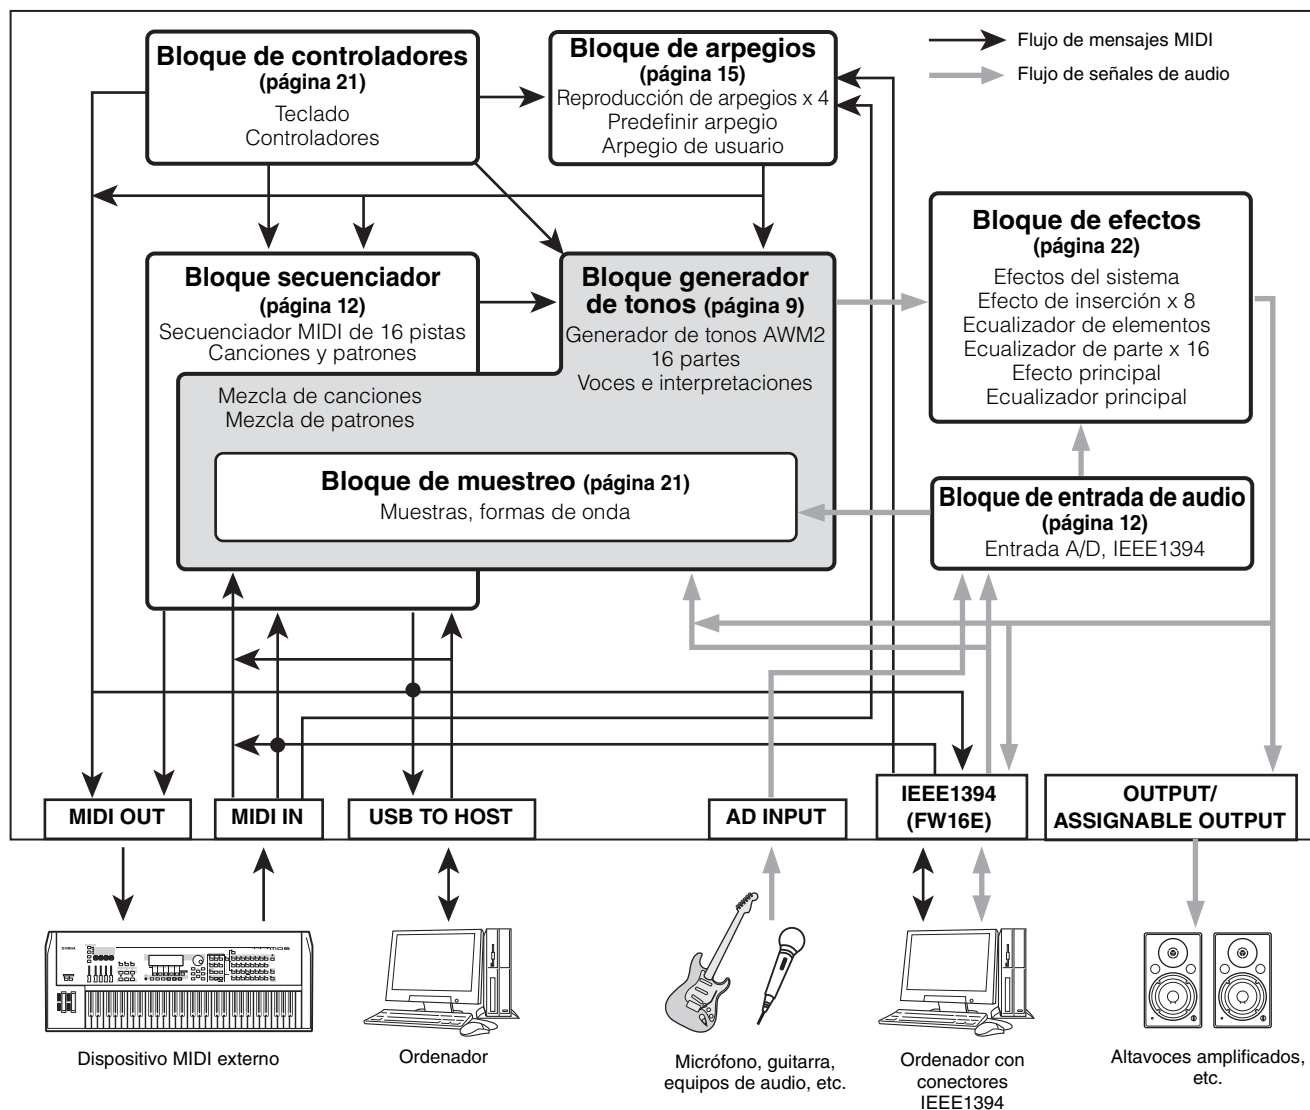 Bloque de controladores
(página 21)
Teclado
Controladores
Bloque de arpegios
(página 15)
Reproducción de arpegios x 4
Predefinir arpegio
Arpegio de usuario
Flujo de mensajes MIDI
Flujo de señales de audio
Bloque secuenciador
(página 12)
Secuenciador MIDI de 16 pistas
Canciones y patrones
Bloque generador
de tonos (página 9)
Generador de tonos AWM2
16 partes
Voces e interpretaciones
Mezcla de canciones
Mezcla de patrones
Bloque de muestreo (página 21)
Muestras, formas de onda
Bloque de efectos
(página 22)
Efectos del sistema
Efecto de inserción x 8
Ecualizador de elementos
Ecualizador de parte x 16
Efecto principal
Ecualizador principal
Bloque de entrada de audio
(página 12)
Entrada A/D, IEEE1394
MIDI OUT
MIDI IN
USB TO HOST
AD INPUT
IEEE1394
(FW16E)
OUTPUT/
ASSIGNABLE OUTPUT
Dispositivo MIDI externo
Ordenador
Micrófono, guitarra,
equipos de audio, etc.
Ordenador con
conectores
IEEE1394
Altavoces amplificados,
etc.